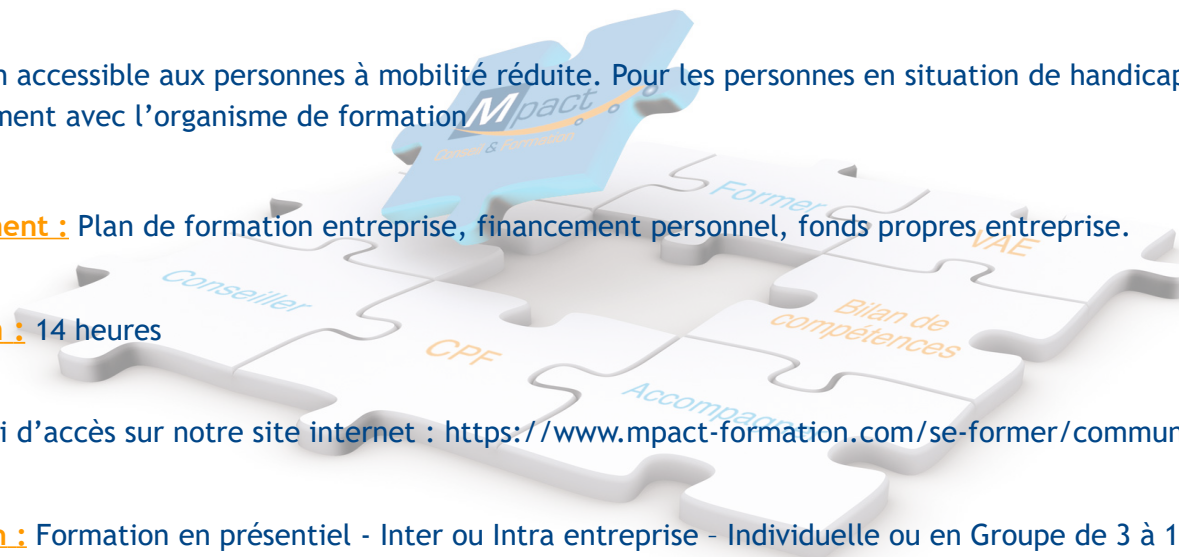 n accessible aux personnes à mobilité réduite. Pour les personnes en situation de handicap
ment avec l’organisme de formation
Mpact
Conseil & Formation
Former
ment : Plan de formation entreprise, financement personnel, fonds propres entreprise.
VAE
Conseiller
Bilan de
compétences
n : 14 heures
CPF
Accompagner
i d’accès sur notre site internet : https://www.mpact-formation.com/se-former/commun
n : Formation en présentiel - Inter ou Intra entreprise – Individuelle ou en Groupe de 3 à 1